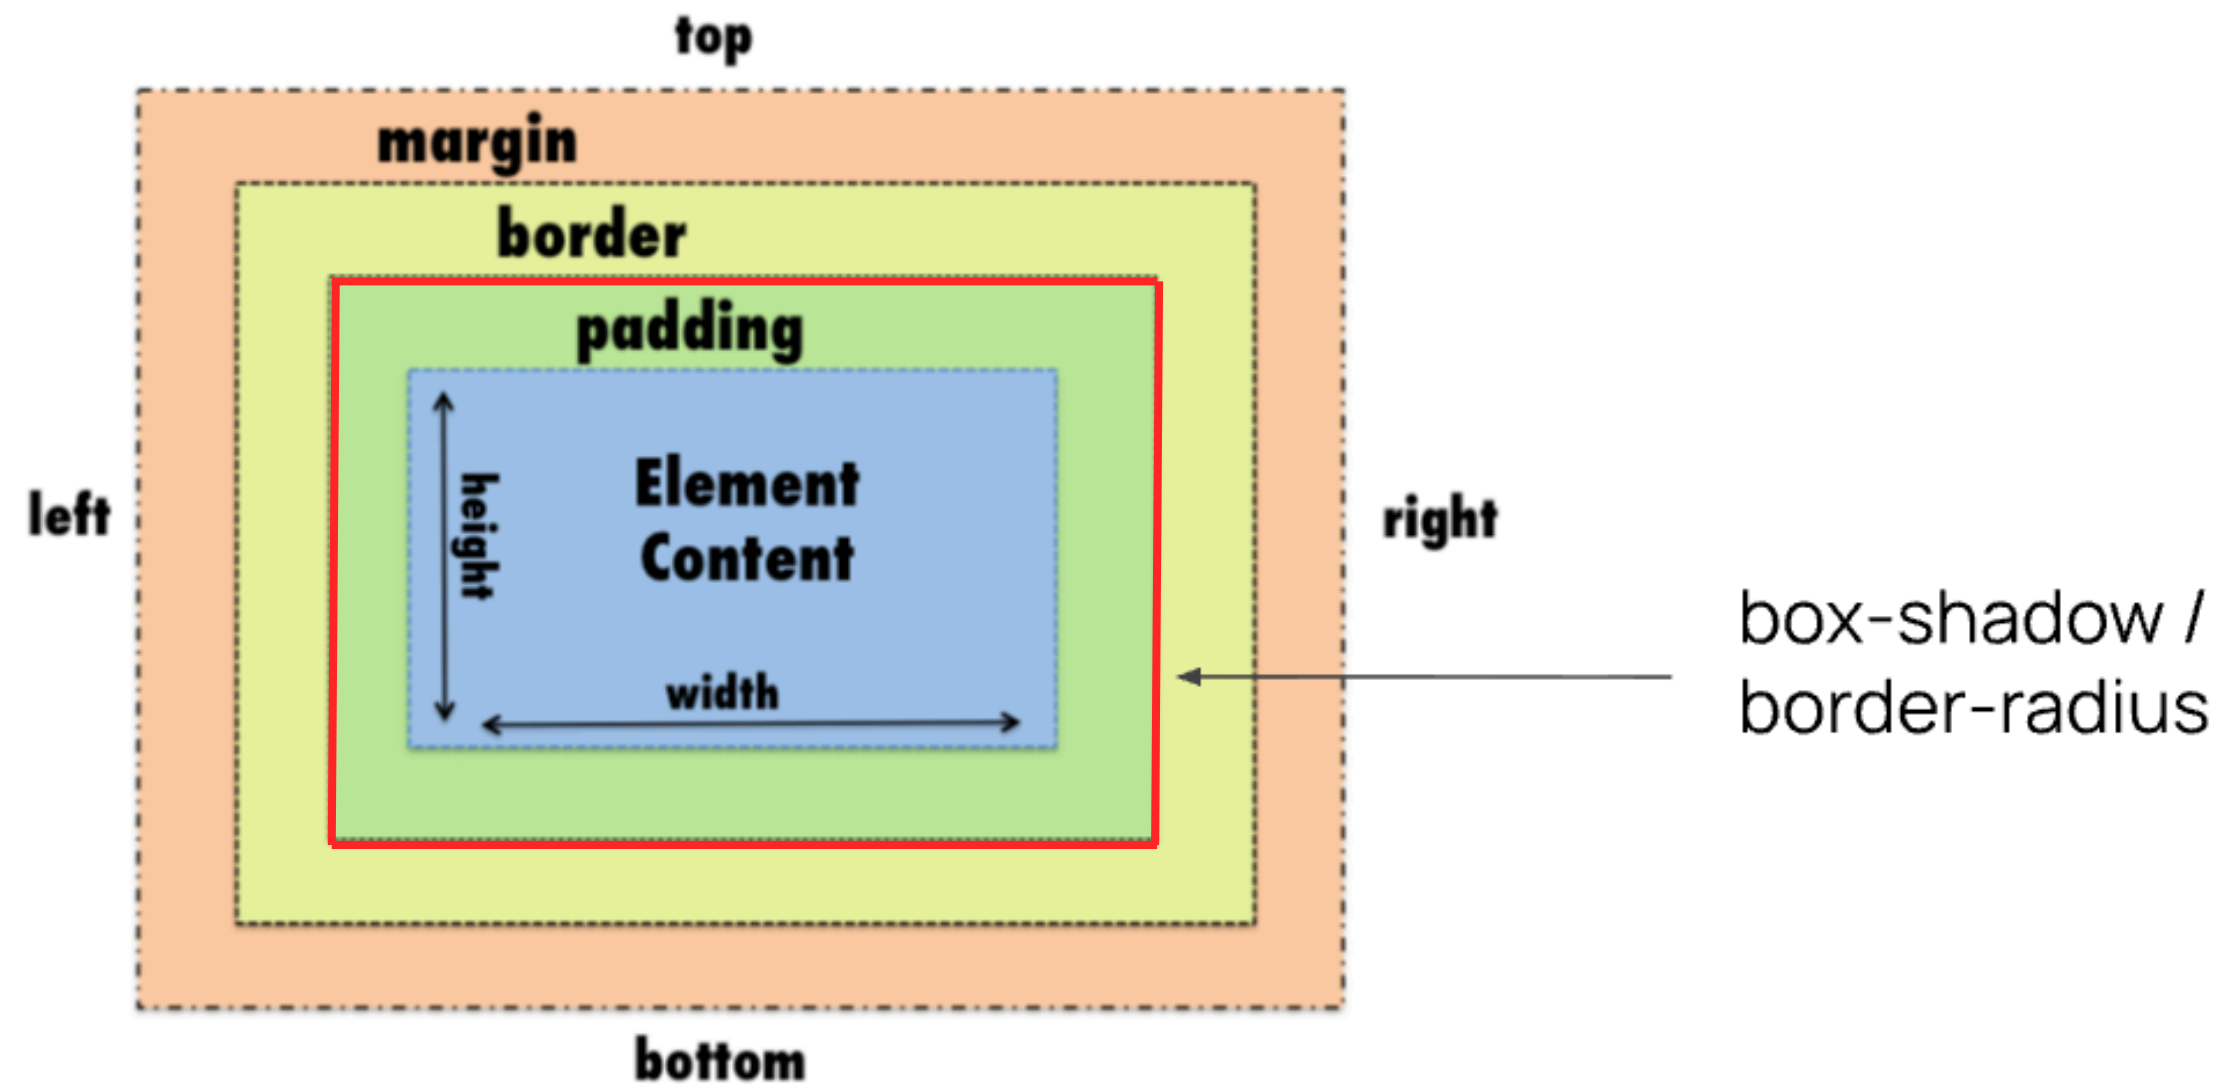 top
margin
border
padding
height
Element
Content
width
left
right
bottom
box-shadow /
border-radius